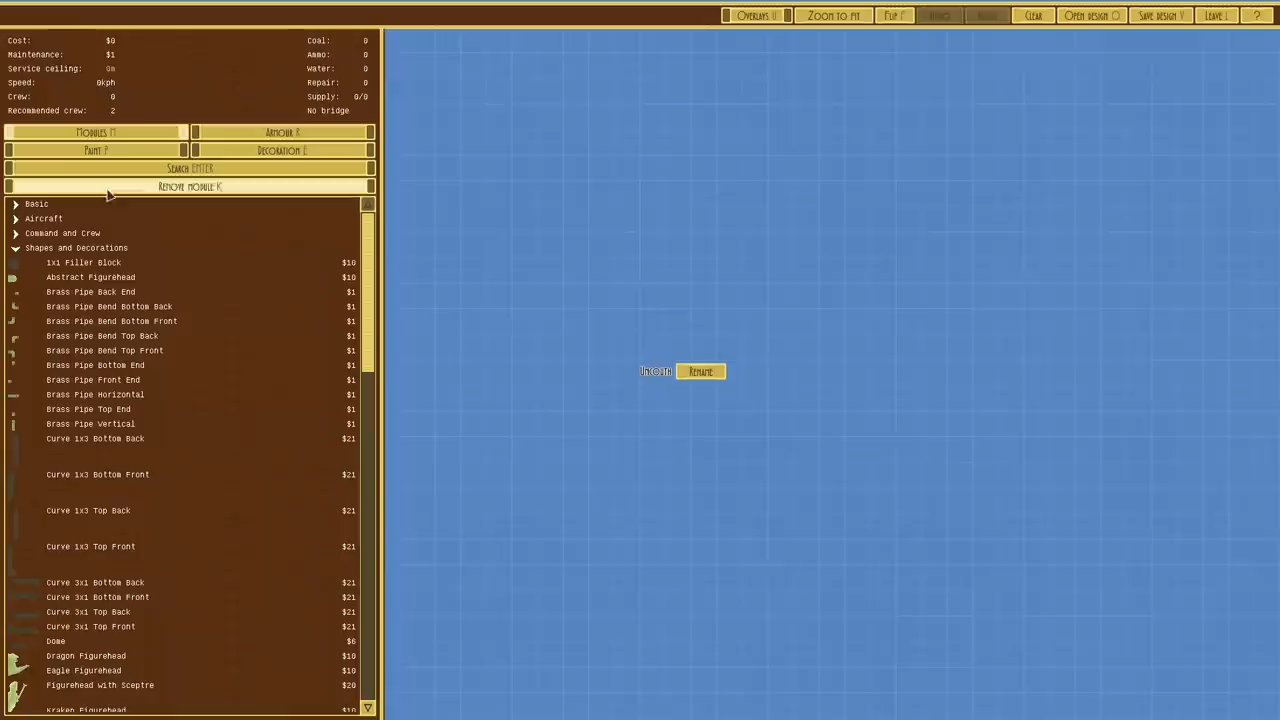 Overlays U Zoom to fit Flip F Clear Open design O Save design V Leave L ?
Cost: $0 Coal: 0
Maintenance: $1 Ammo: 0
Service ceiling: 0m Water: 0
Speed: 0kph Repair: 0
Crew: 0 Supply: 0/0
Recommended crew: 2 No bridge
Modules M Armour R
Paint P Decoration E
Search ENTER
Remove module K
Basic
Aircraft
Command and Crew
Shapes and Decorations
1x1 Filler Block $10
Abstract Figurehead $10
Brass Pipe Back End $1
Brass Pipe Bend Bottom Back $1
Brass Pipe Bend Bottom Front $1
Brass Pipe Bend Top Back $1
Brass Pipe Bend Top Front $1
Brass Pipe Bottom End $1
Brass Pipe Front End $1
Brass Pipe Horizontal $1
Brass Pipe Top End $1
Brass Pipe Vertical $1
Curve 1x3 Bottom Back $21
Curve 1x3 Bottom Front $21
Curve 1x3 Top Back $21
Curve 1x3 Top Front $21
Curve 3x1 Bottom Back $21
Curve 3x1 Bottom Front $21
Curve 3x1 Top Back $21
Curve 3x1 Top Front $21
Dome $6
Dragon Figurehead $10
Eagle Figurehead $10
Figurehead with Sceptre $20
Kraken Figurehead $10
Uncouth Rename